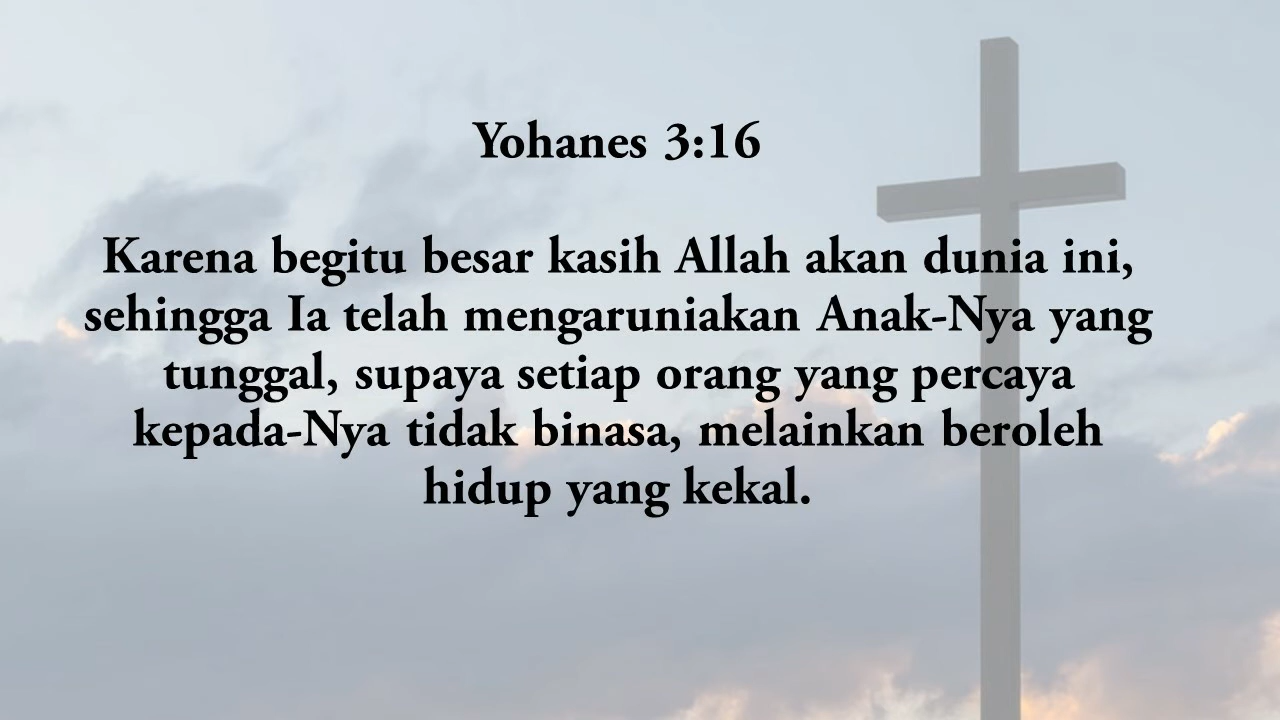 Yohanes 3:16
Karena begitu besar kasih Allah akan dunia ini,
sehingga Ia telah mengaruniakan Anak-Nya yang
tunggal, supaya setiap orang yang percaya
kepada-Nya tidak binasa, melainkan beroleh
hidup yang kekal.